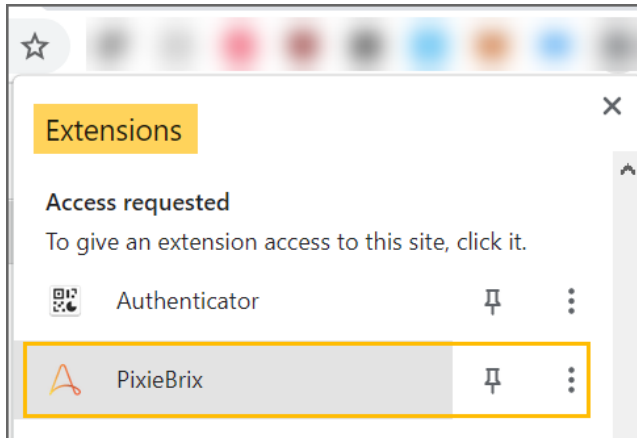 Extensions
Access requested
To give an extension access to this site, click it.
Authenticator
PixieBrix